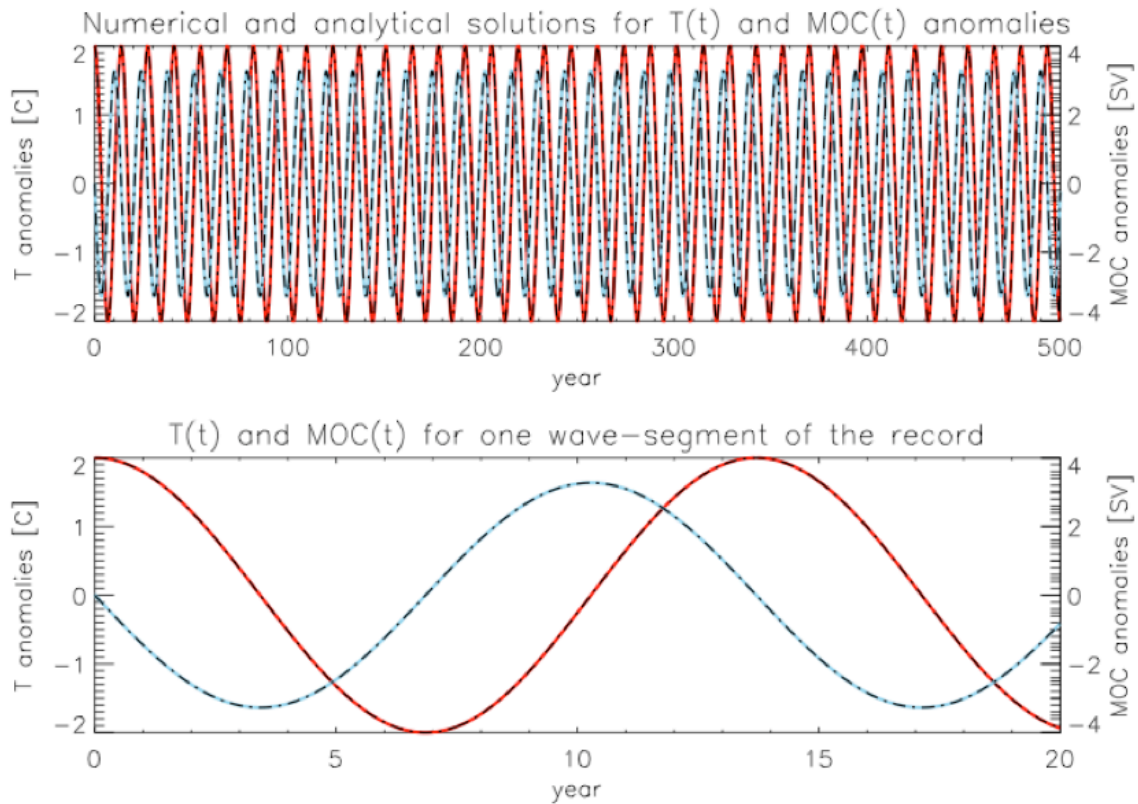 Numerical and analytical solutions for T(t) and MOC(t) anomalies
T anomalies [C]
2
1
0
−1
−2
MOC anomalies [SV]
4
2
0
−2
−4
0 100 200 300 400 500
year
T(t) and MOC(t) for one wave−segment of the record
T anomalies [C]
2
1
0
−1
−2
MOC anomalies [SV]
4
2
0
−2
−4
0 5 10 15 20
year